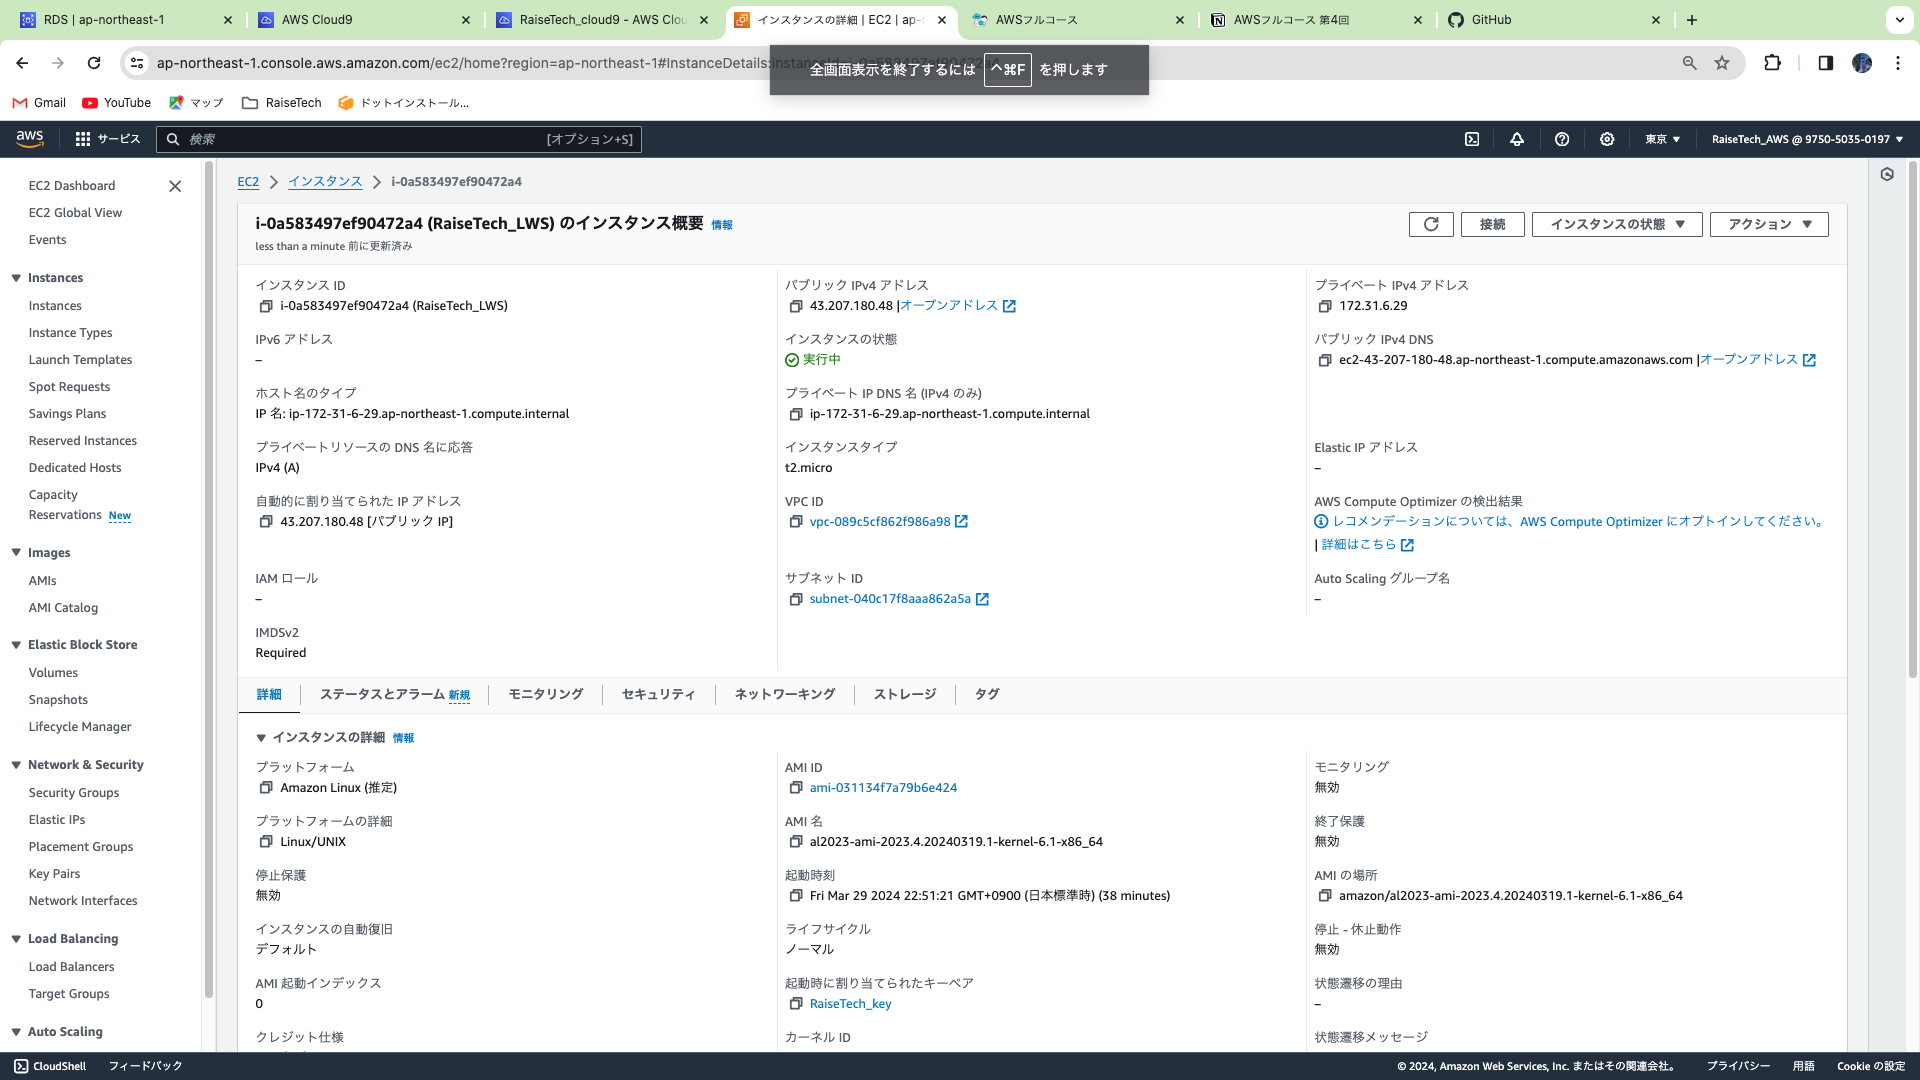 RDS | ap-northeast-1
AWS Cloud9
RaiseTech_cloud9 - AWS Clou
インスタンスの詳細 | EC2 | ap-
AWSフルコース
AWSフルコース 第4回
GitHub
ap-northeast-1.console.aws.amazon.com/ec2/home?region=ap-northeast-1#InstanceDetails:instanceId=i-0a583497ef90472a4
全画面表示を終了するには ^⌘F を押します
Gmail
YouTube
マップ
RaiseTech
ドットインストール...
aws
サービス
検索
[オプション+S]
東京 ▼
RaiseTech_AWS @ 9750-5035-0197 ▼
EC2 Dashboard
EC2 Global View
Events
Instances
Instances
Instance Types
Launch Templates
Spot Requests
Savings Plans
Reserved Instances
Dedicated Hosts
Capacity
Reservations New
Images
AMIs
AMI Catalog
Elastic Block Store
Volumes
Snapshots
Lifecycle Manager
Network & Security
Security Groups
Elastic IPs
Placement Groups
Key Pairs
Network Interfaces
Load Balancing
Load Balancers
Target Groups
Auto Scaling
EC2 > インスタンス > i-0a583497ef90472a4
i-0a583497ef90472a4 (RaiseTech_LWS) のインスタンス概要 情報
less than a minute 前に更新済み
接続
インスタンスの状態 ▼
アクション ▼
インスタンス ID
i-0a583497ef90472a4 (RaiseTech_LWS)
パブリック IPv4 アドレス
43.207.180.48 |オープンアドレス
プライベート IPv4 アドレス
172.31.6.29
IPv6 アドレス
–
インスタンスの状態
実行中
パブリック IPv4 DNS
ec2-43-207-180-48.ap-northeast-1.compute.amazonaws.com |オープンアドレス
ホスト名のタイプ
IP 名: ip-172-31-6-29.ap-northeast-1.compute.internal
プライベート IP DNS 名 (IPv4 のみ)
ip-172-31-6-29.ap-northeast-1.compute.internal
プライベートリソースの DNS 名に応答
IPv4 (A)
インスタンスタイプ
t2.micro
Elastic IP アドレス
–
自動的に割り当てられた IP アドレス
43.207.180.48 [パブリック IP]
VPC ID
vpc-089c5cf862f986a98
AWS Compute Optimizer の検出結果
レコメンデーションについては、AWS Compute Optimizer にオプトインしてください。
| 詳細はこちら
IAM ロール
–
サブネット ID
subnet-040c17f8aaa862a5a
Auto Scaling グループ名
–
IMDSv2
Required
詳細
ステータスとアラーム 新規
モニタリング
セキュリティ
ネットワーキング
ストレージ
タグ
▼ インスタンスの詳細 情報
プラットフォーム
Amazon Linux (推定)
AMI ID
ami-031134f7a79b6e424
モニタリング
無効
プラットフォームの詳細
Linux/UNIX
AMI 名
al2023-ami-2023.4.20240319.1-kernel-6.1-x86_64
終了保護
無効
停止保護
無効
起動時刻
Fri Mar 29 2024 22:51:21 GMT+0900 (日本標準時) (38 minutes)
AMI の場所
amazon/al2023-ami-2023.4.20240319.1-kernel-6.1-x86_64
インスタンスの自動復旧
デフォルト
ライフサイクル
ノーマル
停止 - 休止動作
無効
AMI 起動インデックス
0
起動時に割り当てられたキーペア
RaiseTech_key
状態遷移の理由
–
クレジット仕様
カーネル ID
状態遷移メッセージ
CloudShell
フィードバック
© 2024, Amazon Web Services, Inc. またはその関連会社。
プライバシー
用語
Cookie の設定